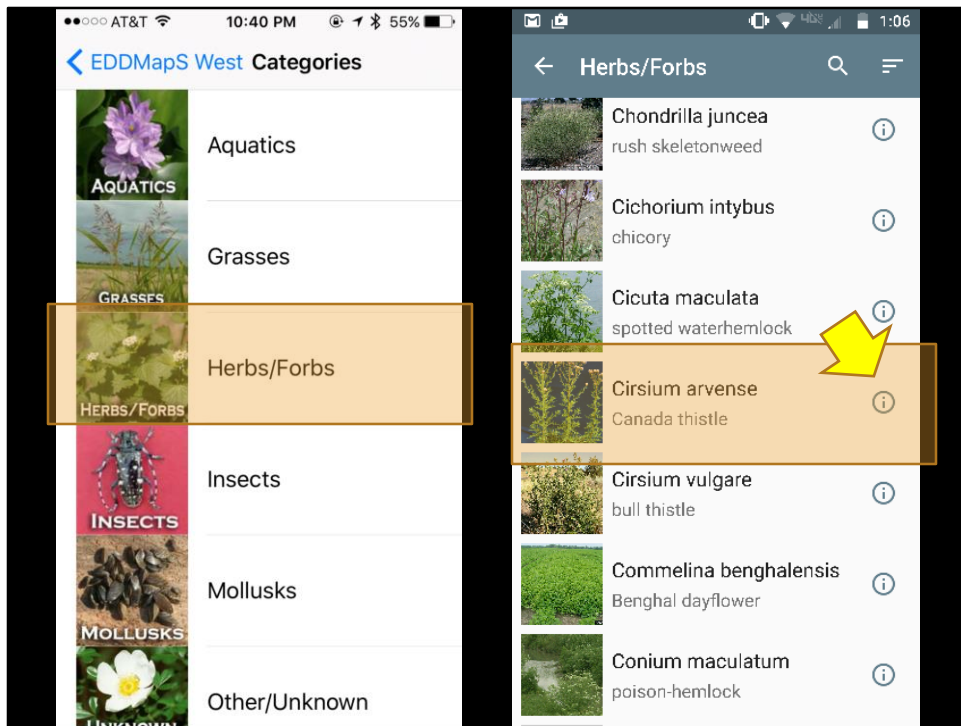 AT&T 10:40 PM 55%
EDDMapS West Categories
AQUATICS
Aquatics
GRASSES
Grasses
HERBS/FORBS
Herbs/Forbs
INSECTS
Insects
MOLLUSKS
Mollusks
UNKNOWN
Other/Unknown
1:06
Herbs/Forbs
Chondrilla juncea
rush skeletonweed
Cichorium intybus
chicory
Cicuta maculata
spotted waterhemlock
Cirsium arvense
Canada thistle
Cirsium vulgare
bull thistle
Commelina benghalensis
Benghal dayflower
Conium maculatum
poison-hemlock